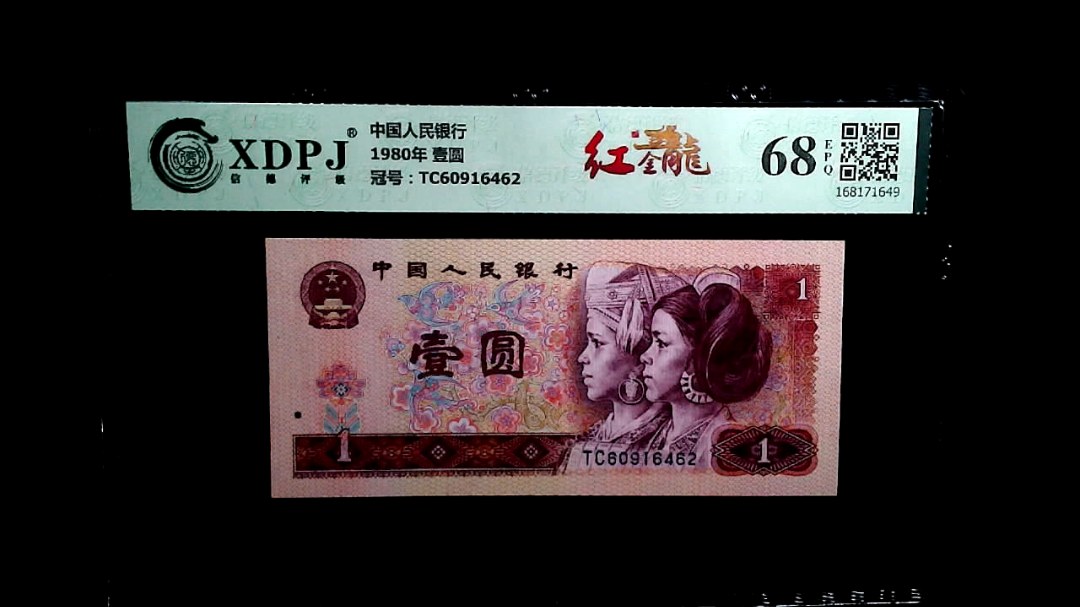 XDPJ®
信德评级
中国人民银行
1980年 壹圆
冠号：TC60916462
红金龍
68
EPQ
168171649
中国人民银行
1
壹圆
1
TC60916462
1